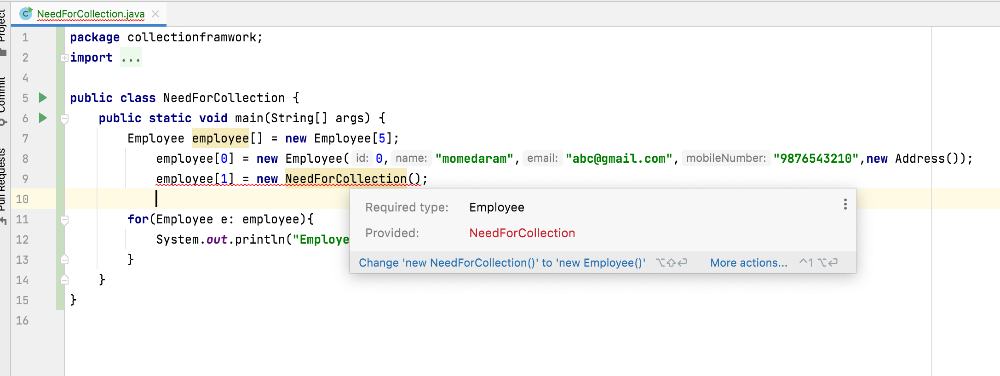 NeedForCollection.java
Project
Commit
Pull Requests
1 package collectionframwork;
2 import ...
4
5 public class NeedForCollection {
6 public static void main(String[] args) {
7 Employee employee[] = new Employee[5];
8 employee[0] = new Employee( id: 0, name: "momedaram", email: "abc@gmail.com", mobileNumber: "9876543210",new Address());
9 employee[1] = new NeedForCollection();
10
11 for(Employee e: employee){
12 System.out.println("Employe
13 }
14 }
15 }
16
Required type: Employee
Provided: NeedForCollection
Change 'new NeedForCollection()' to 'new Employee()' ⌥⇧⏎ More actions... ^1 ⌥⏎